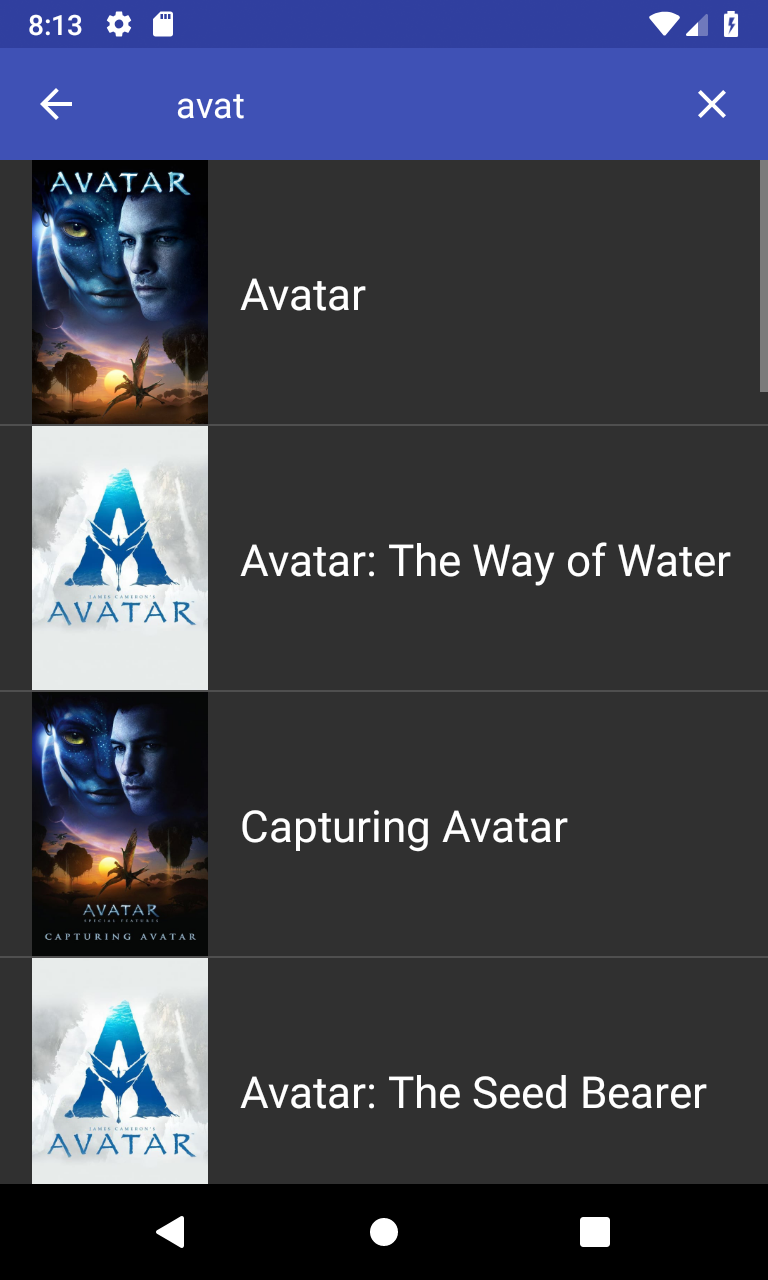 8:13
avat
AVATAR
Avatar
JAMES CAMERON'S
AVATAR
Avatar: The Way of Water
AVATAR
SPECIAL FEATURES
CAPTURING AVATAR
Capturing Avatar
JAMES CAMERON'S
AVATAR
Avatar: The Seed Bearer